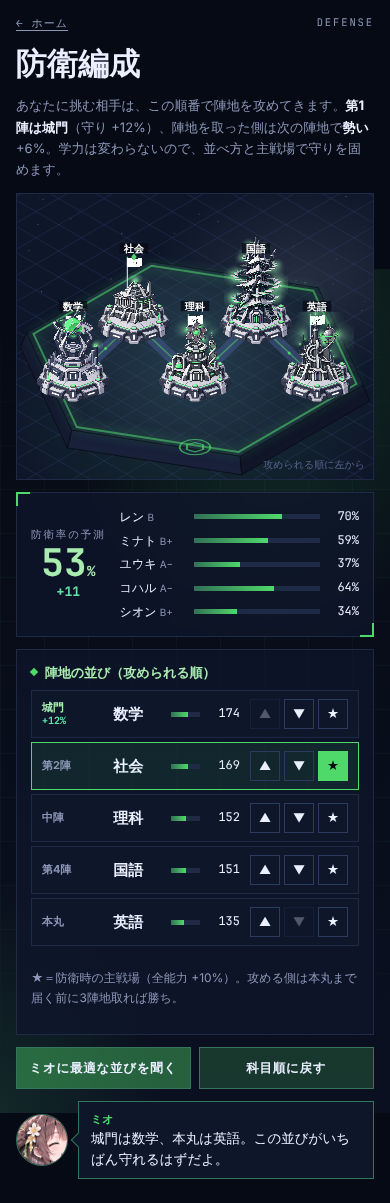 ← ホーム
DEFENSE
防衛編成
あなたに挑む相手は、この順番で陣地を攻めてきます。第1
陣は城門（守り +12%）、陣地を取った側は次の陣地で勢い
+6%。学力は変わらないので、並べ方と主戦場で守りを固
めます。
社会
国語
数学
理科
英語
攻められる順に左から
防衛率の予測
53%
+11
レン B 70%
ミナト B+ 59%
ユウキ A− 37%
コハル A− 64%
シオン B+ 34%
◆ 陣地の並び（攻められる順）
城門
+12%
数学 174 ▲ ▼ ★
第2陣 社会 169 ▲ ▼ ★
中陣 理科 152 ▲ ▼ ★
第4陣 国語 151 ▲ ▼ ★
本丸 英語 135 ▲ ▼ ★
★＝防衛時の主戦場（全能力 +10%）。攻める側は本丸まで
届く前に3陣地取れば勝ち。
ミオに最適な並びを聞く
科目順に戻す
ミオ
城門は数学、本丸は英語。この並びがいち
ばん守れるはずだよ。